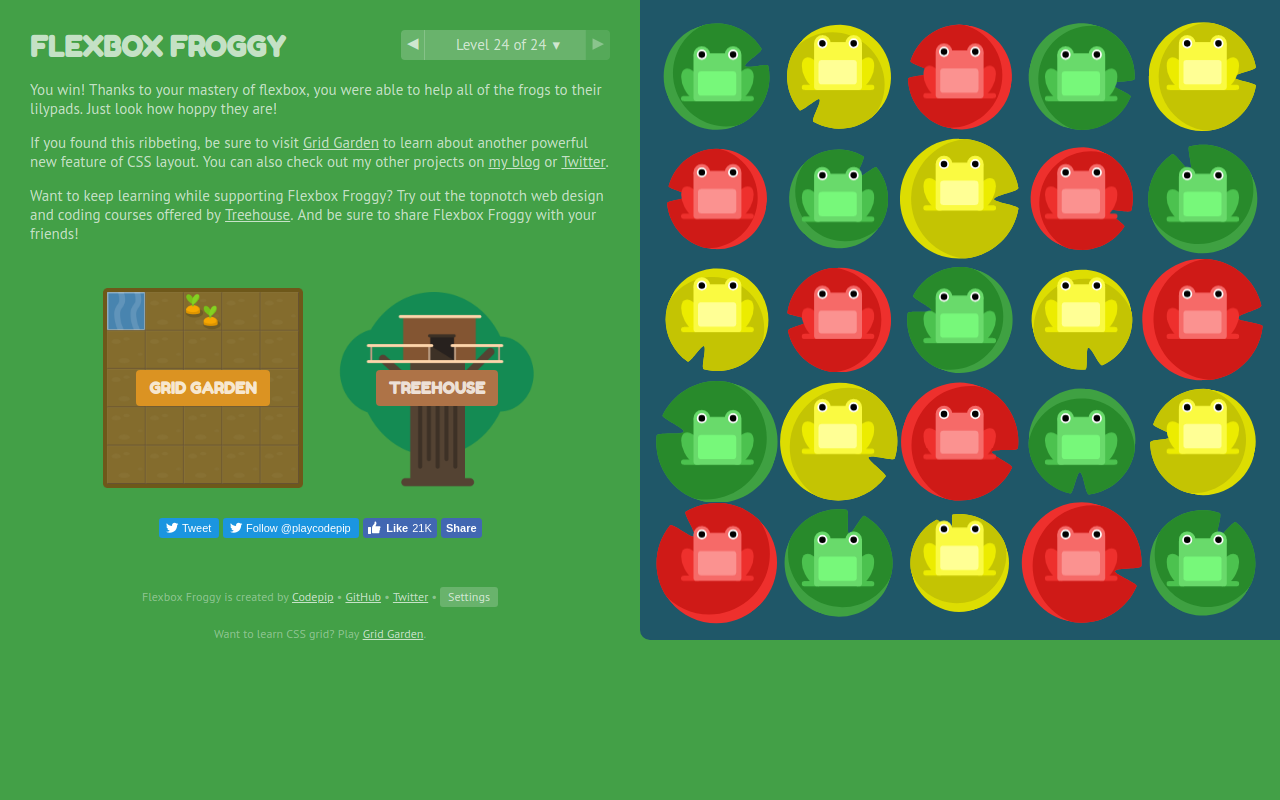 FLEXBOX FROGGY
◀ Level 24 of 24 ▼ ▶
You win! Thanks to your mastery of flexbox, you were able to help all of the frogs to their
lilypads. Just look how hoppy they are!
If you found this ribbeting, be sure to visit Grid Garden to learn about another powerful
new feature of CSS layout. You can also check out my other projects on my blog or Twitter.
Want to keep learning while supporting Flexbox Froggy? Try out the topnotch web design
and coding courses offered by Treehouse. And be sure to share Flexbox Froggy with your
friends!
GRID GARDEN
TREEHOUSE
Tweet
Follow @playcodepip
Like 21K
Share
Flexbox Froggy is created by Codepip • GitHub • Twitter • Settings
Want to learn CSS grid? Play Grid Garden.